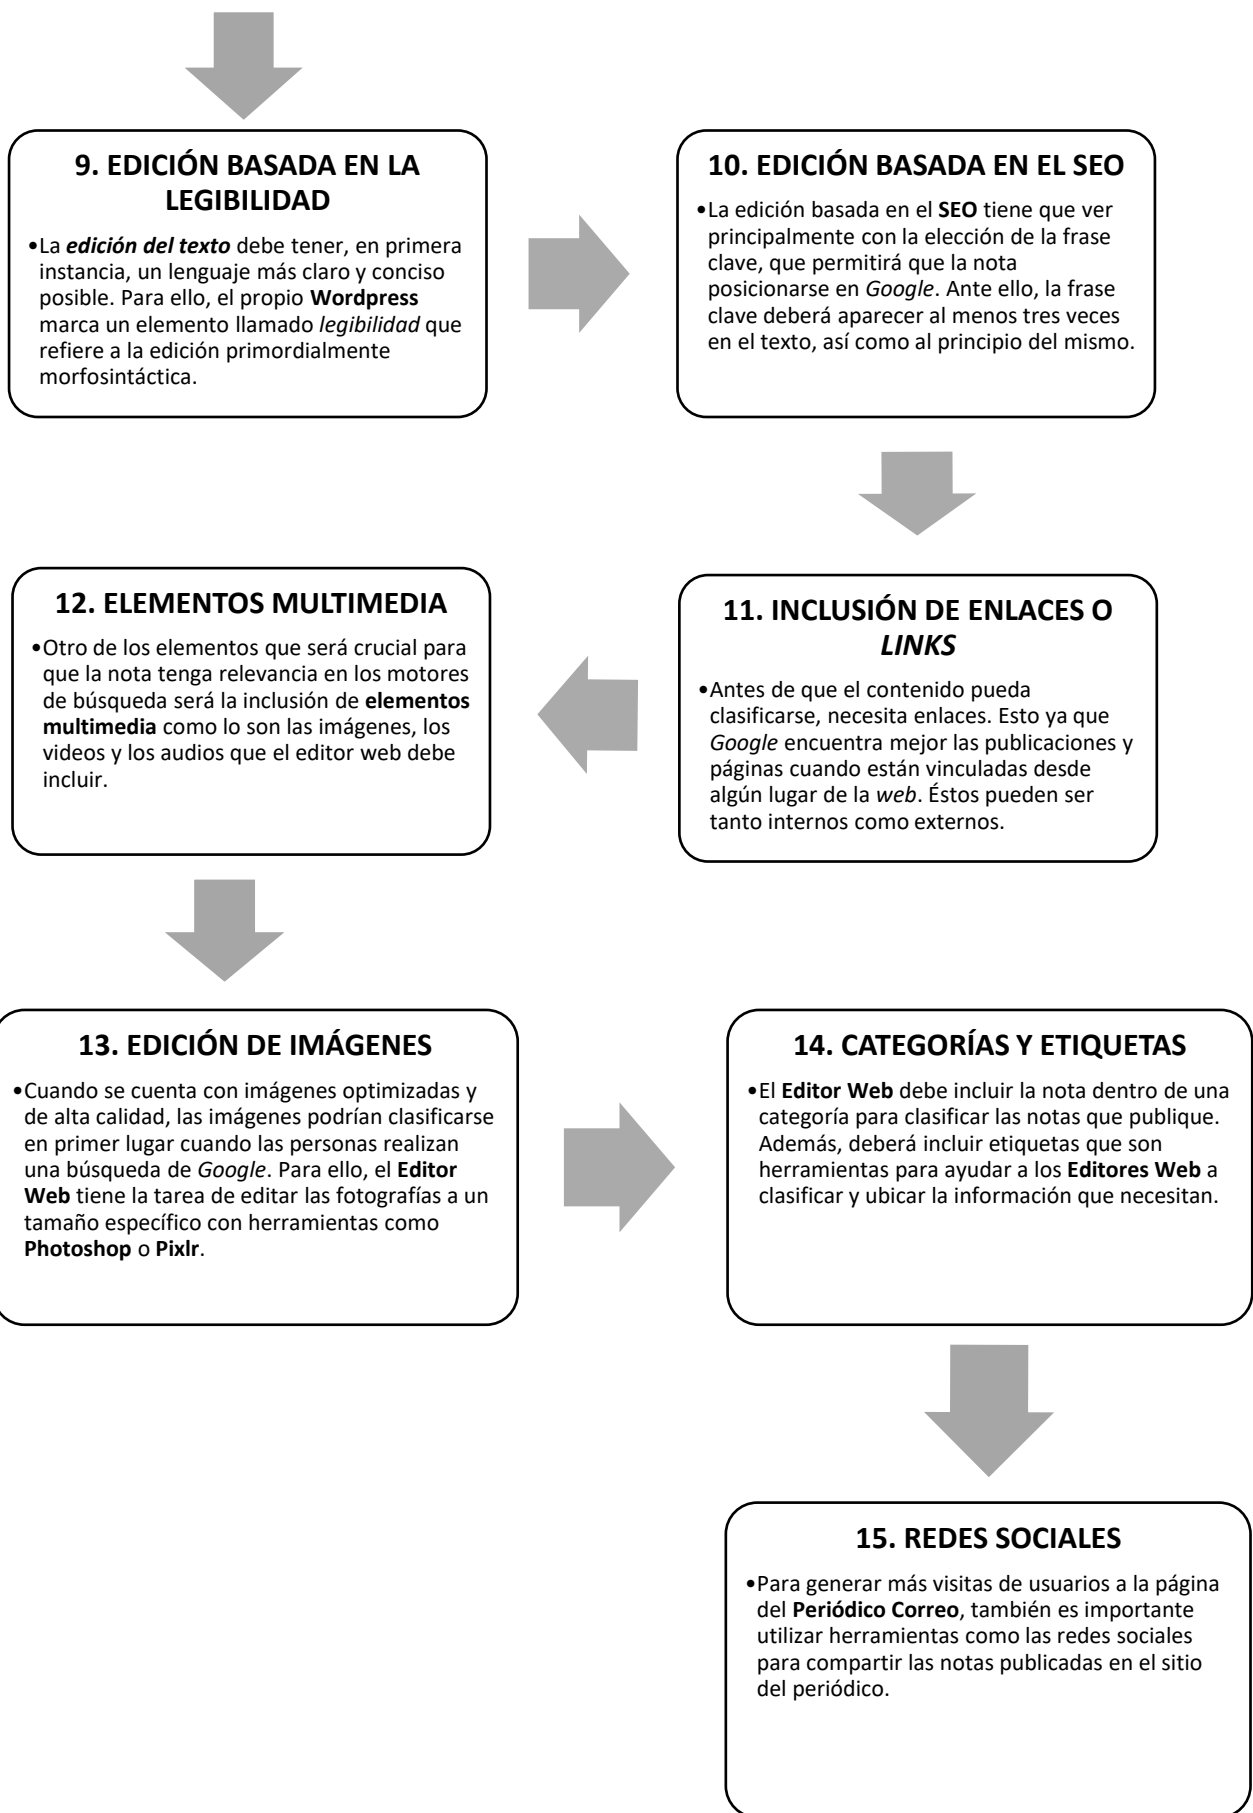 9. EDICIÓN BASADA EN LA
LEGIBILIDAD
•La edición del texto debe tener, en primera
instancia, un lenguaje más claro y conciso
posible. Para ello, el propio Wordpress
marca un elemento llamado legibilidad que
refiere a la edición primordialmente
morfosintáctica.
10. EDICIÓN BASADA EN EL SEO
•La edición basada en el SEO tiene que ver
principalmente con la elección de la frase
clave, que permitirá que la nota
posicionarse en Google. Ante ello, la frase
clave deberá aparecer al menos tres veces
en el texto, así como al principio del mismo.
11. INCLUSIÓN DE ENLACES O
LINKS
•Antes de que el contenido pueda
clasificarse, necesita enlaces. Esto ya que
Google encuentra mejor las publicaciones y
páginas cuando están vinculadas desde
algún lugar de la web. Éstos pueden ser
tanto internos como externos.
12. ELEMENTOS MULTIMEDIA
•Otro de los elementos que será crucial para
que la nota tenga relevancia en los motores
de búsqueda será la inclusión de elementos
multimedia como lo son las imágenes, los
videos y los audios que el editor web debe
incluir.
13. EDICIÓN DE IMÁGENES
•Cuando se cuenta con imágenes optimizadas y
de alta calidad, las imágenes podrían clasificarse
en primer lugar cuando las personas realizan
una búsqueda de Google. Para ello, el Editor
Web tiene la tarea de editar las fotografías a un
tamaño específico con herramientas como
Photoshop o Pixlr.
14. CATEGORÍAS Y ETIQUETAS
•El Editor Web debe incluir la nota dentro de una
categoría para clasificar las notas que publique.
Además, deberá incluir etiquetas que son
herramientas para ayudar a los Editores Web a
clasificar y ubicar la información que necesitan.
15. REDES SOCIALES
•Para generar más visitas de usuarios a la página
del Periódico Correo, también es importante
utilizar herramientas como las redes sociales
para compartir las notas publicadas en el sitio
del periódico.